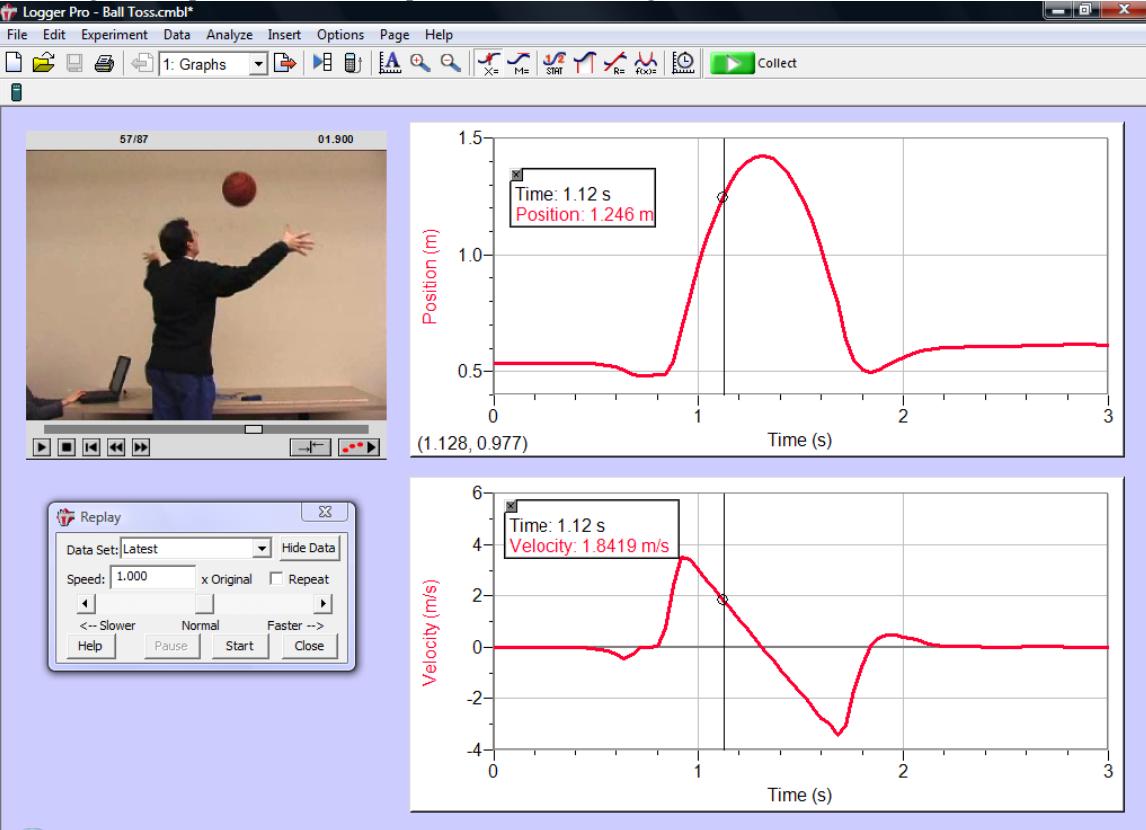 Logger Pro - Ball Toss.cmbl*
File Edit Experiment Data Analyze Insert Options Page Help
1: Graphs
X=
M=
1/2
STAT
R=
f(x)=
Collect
57/87 01.900
1.5
1.0
0.5
Position (m)
Time: 1.12 s
Position: 1.246 m
0 1 2 3
(1.128, 0.977)
Time (s)
Replay
Data Set: Latest Hide Data
Speed: 1.000 x Original Repeat
<-- Slower Normal Faster -->
Help Pause Start Close
6
4
2
0
-2
-4
Velocity (m/s)
Time: 1.12 s
Velocity: 1.8419 m/s
0 1 2 3
Time (s)